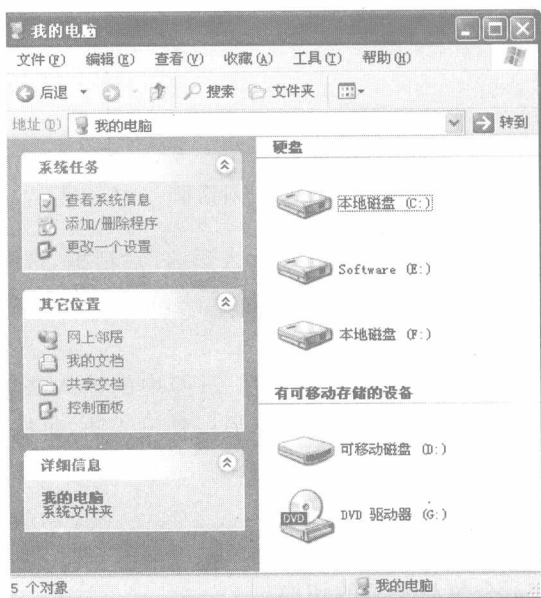 我的电脑
文件(F) 编辑(E) 查看(V) 收藏(A) 工具(T) 帮助(H)
后退 搜索 文件夹
地址(D) 我的电脑 转到
系统任务
查看系统信息
添加/删除程序
更改一个设置
其它位置
网上邻居
我的文档
共享文档
控制面板
详细信息
我的电脑
系统文件夹
硬盘
本地磁盘 (C:)
Software (E:)
本地磁盘 (F:)
有可移动存储的设备
可移动磁盘 (D:)
DVD
DVD 驱动器 (G:)
5 个对象 我的电脑